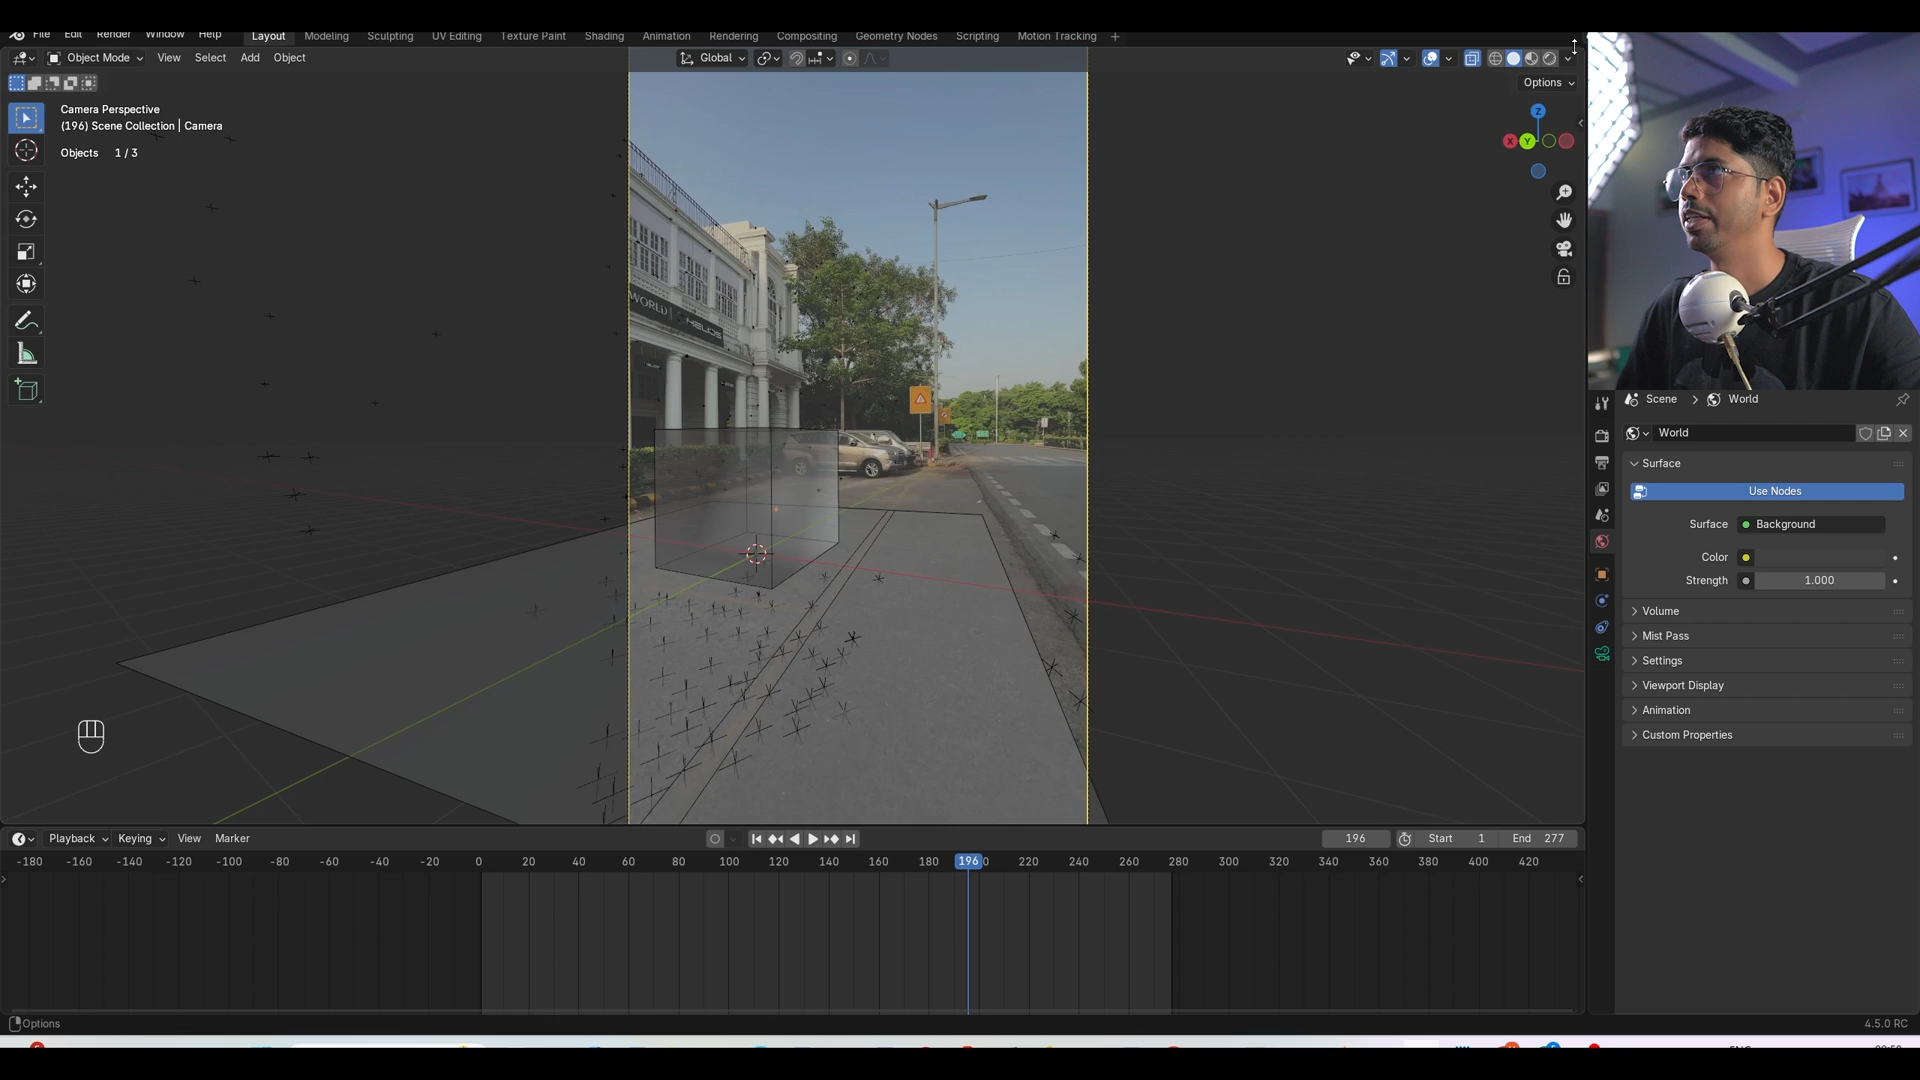 File Edit Render Window Help Layout Modeling Sculpting UV Editing Texture Paint Shading Animation Rendering Compositing Geometry Nodes Scripting Motion Tracking +
Object Mode View Select Add Object Global
Options
Camera Perspective
(196) Scene Collection | Camera
Objects 1 / 3
Z
X Y
WORLD HELIOS
Scene > World
World
Surface
Use Nodes
Surface Background
Color
Strength 1.000
Volume
Mist Pass
Settings
Viewport Display
Animation
Custom Properties
Playback Keying View Marker 196 Start 1 End 277
-180 -160 -140 -120 -100 -80 -60 -40 -20 0 20 40 60 80 100 120 140 160 180 196 220 240 260 280 300 320 340 360 380 400 420
Options 4.5.0 RC